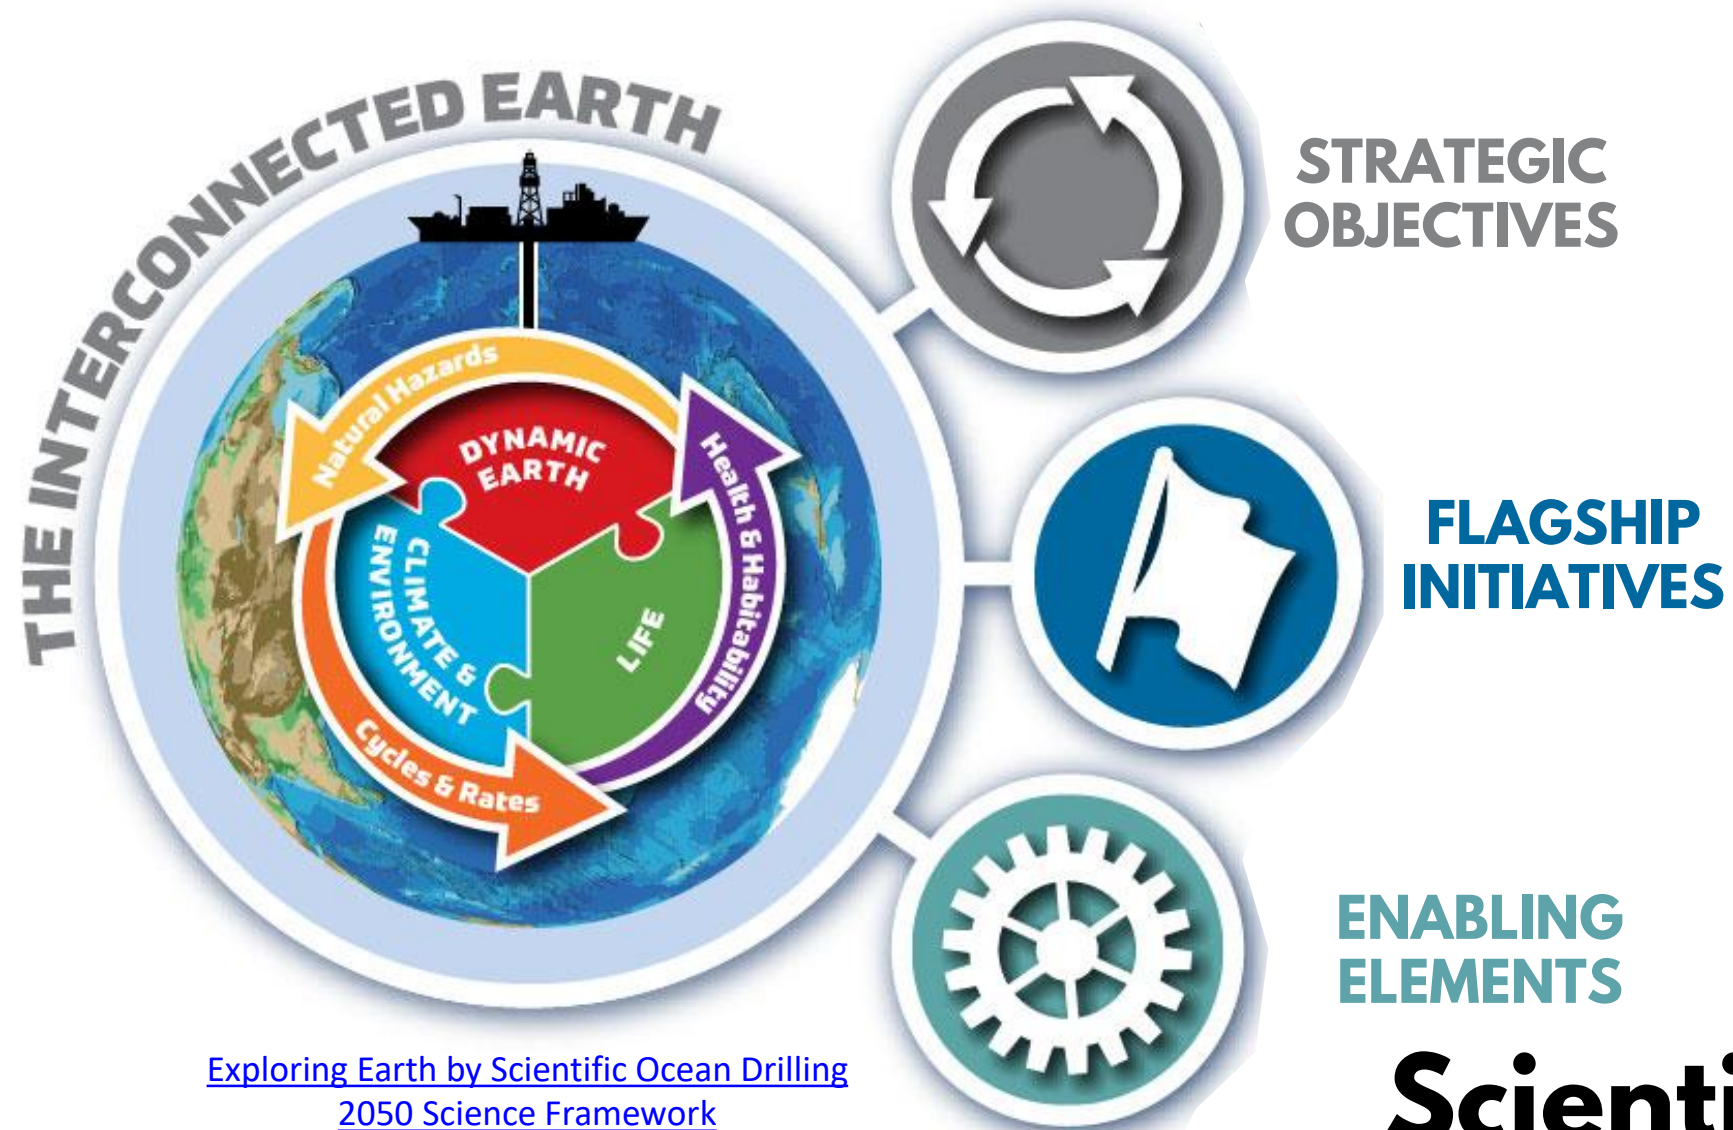 THE INTERCONNECTED EARTH
STRATEGIC
OBJECTIVES
Natural Hazards
DYNAMIC
EARTH
Health & Habitability
CLIMATE &
ENVIRONMENT
LIFE
Cycles & Rates
FLAGSHIP
INITIATIVES
ENABLING
ELEMENTS
Exploring Earth by Scientific Ocean Drilling
2050 Science Framework